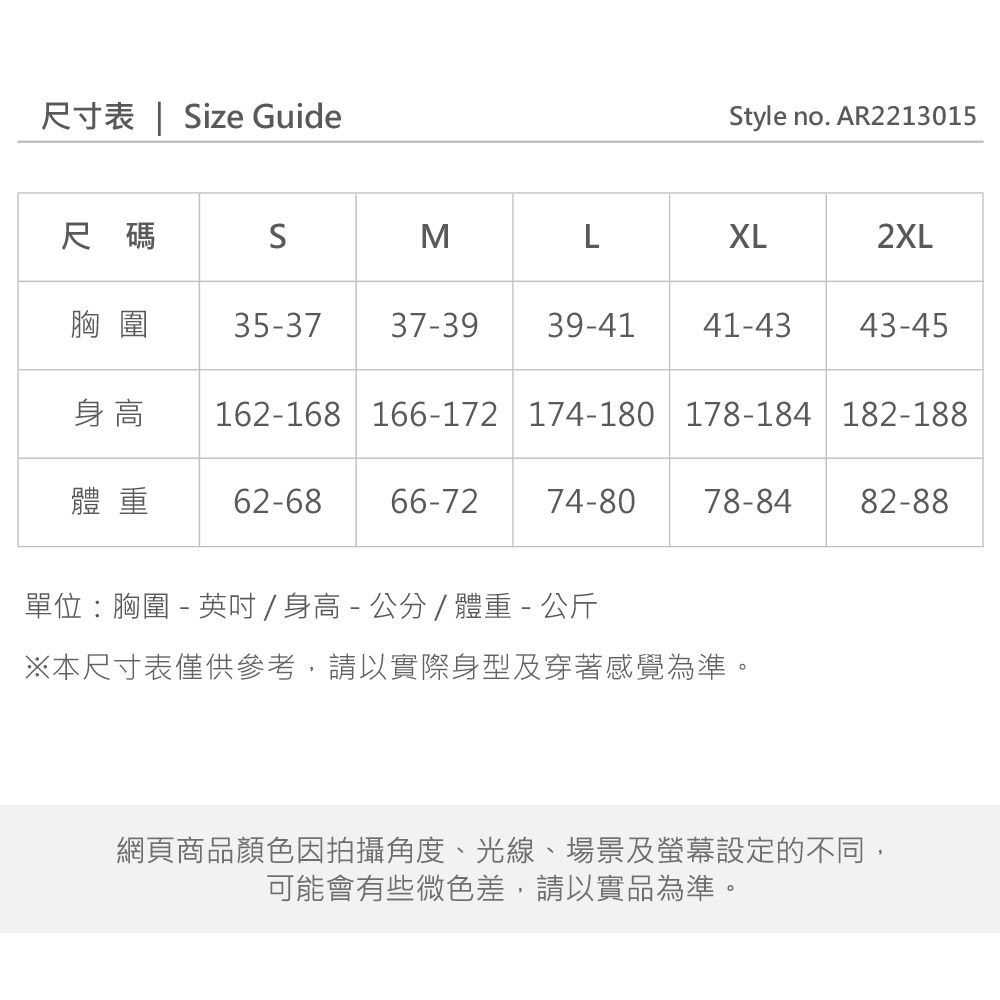 尺寸表 | Size Guide
Style no. AR2213015
尺 碼 S M L XL 2XL
胸 圍 35-37 37-39 39-41 41-43 43-45
身高 162-168 166-172 174-180 178-184 182-188
體 重 62-68 66-72 74-80 78-84 82-88
單位：胸圍 - 英吋 / 身高 - 公分 / 體重 - 公斤
※本尺寸表僅供參考，請以實際身型及穿著感覺為準。
網頁商品顏色因拍攝角度、光線、場景及螢幕設定的不同，
可能會有些微色差，請以實品為準。